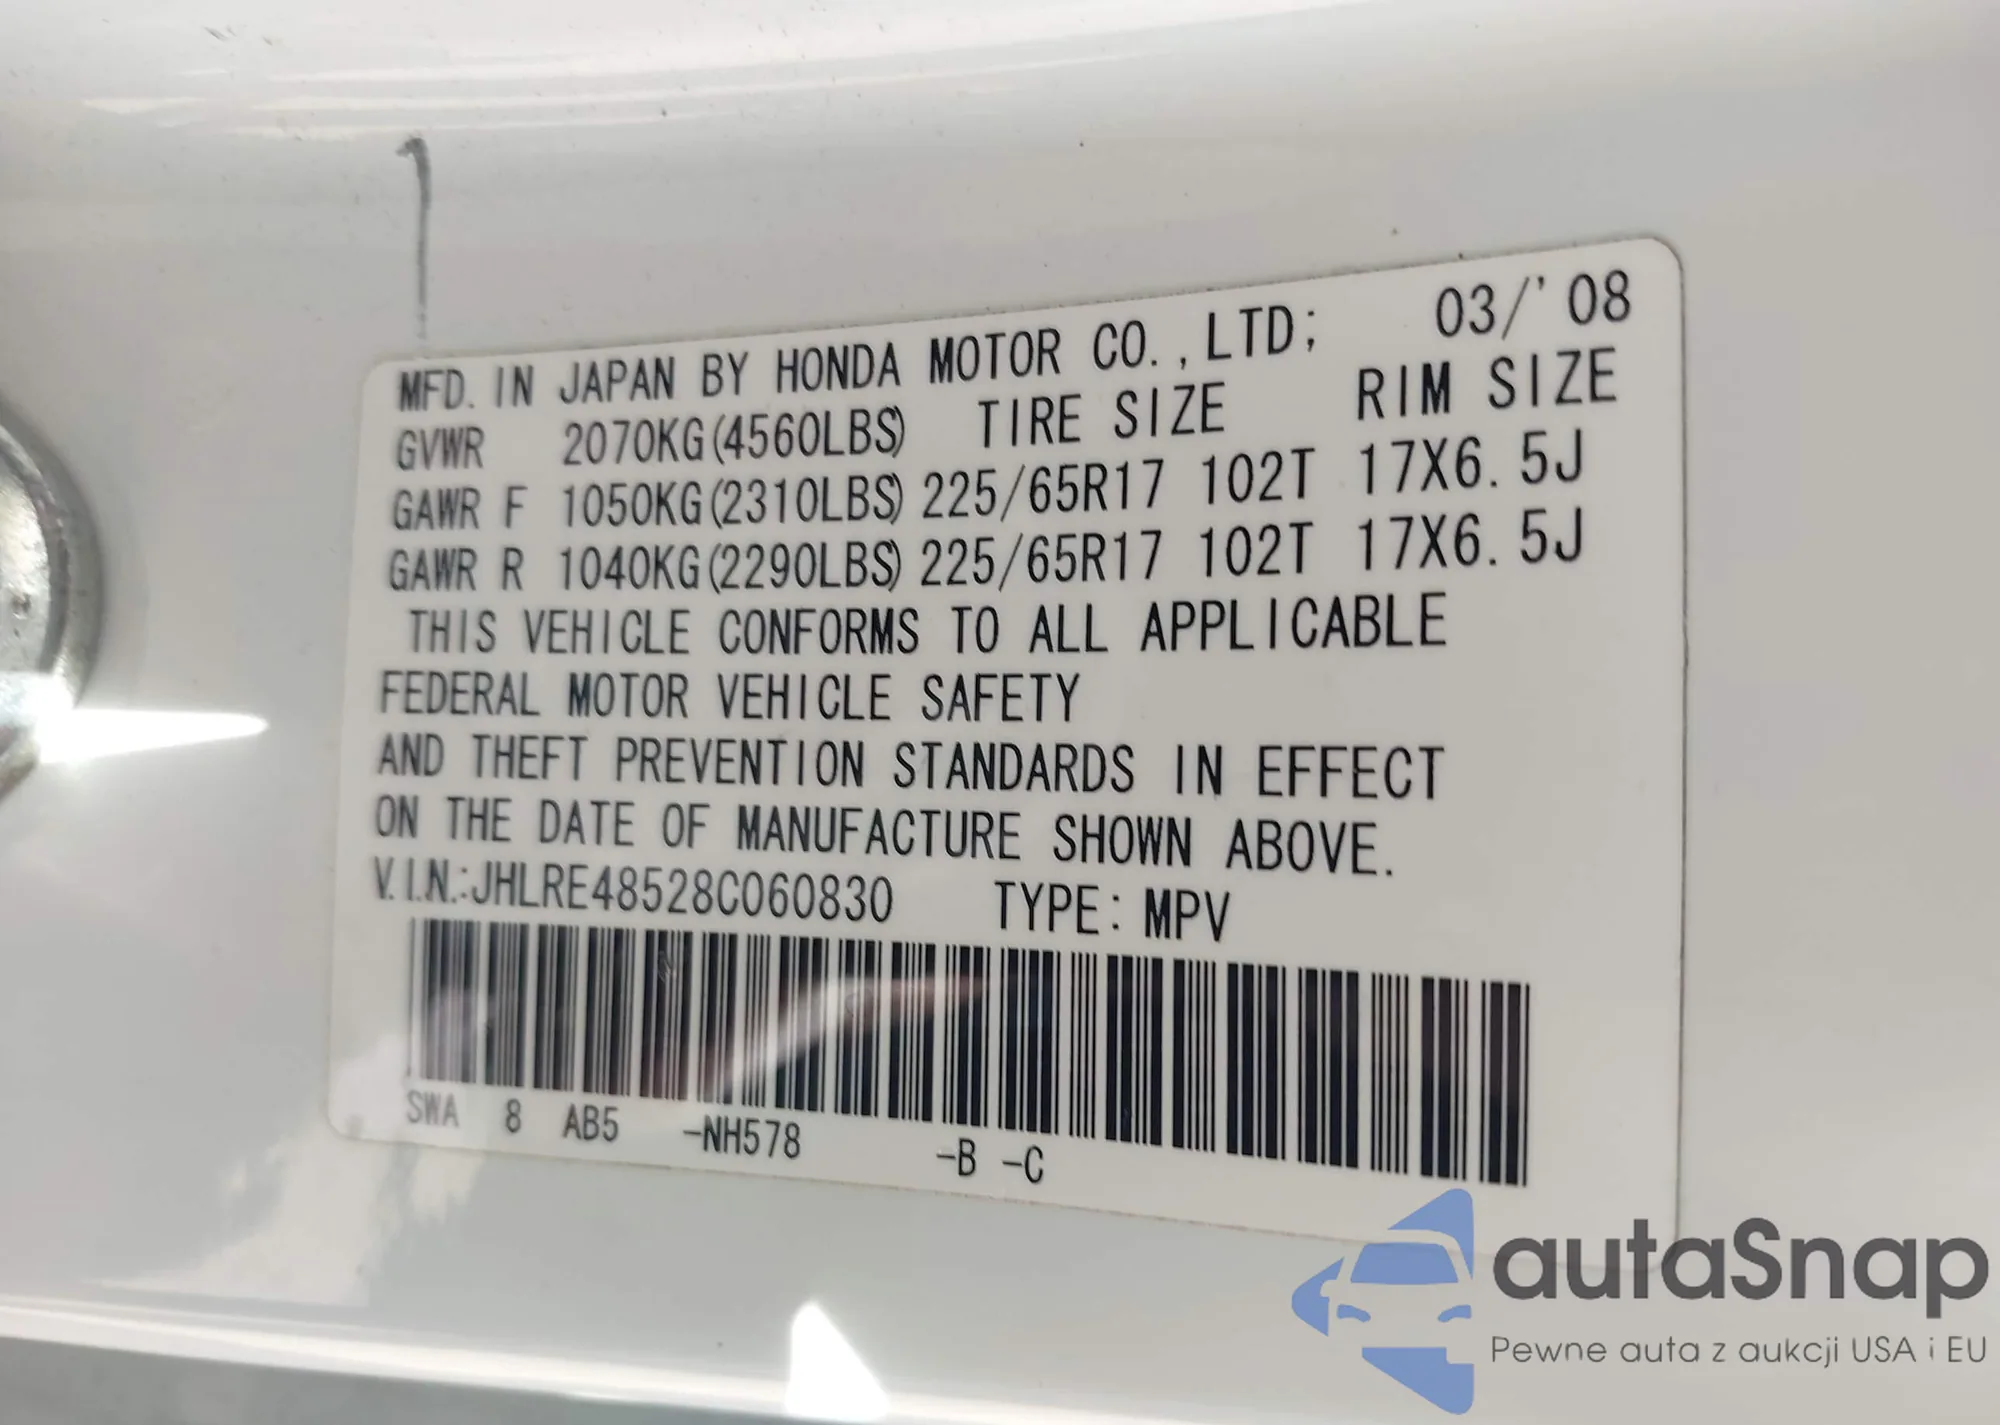 MFD. IN JAPAN BY HONDA MOTOR CO., LTD; 03/'08
GVWR 2070KG(4560LBS) TIRE SIZE RIM SIZE
GAWR F 1050KG(2310LBS) 225/65R17 102T 17X6.5J
GAWR R 1040KG(2290LBS) 225/65R17 102T 17X6.5J
THIS VEHICLE CONFORMS TO ALL APPLICABLE
FEDERAL MOTOR VEHICLE SAFETY
AND THEFT PREVENTION STANDARDS IN EFFECT
ON THE DATE OF MANUFACTURE SHOWN ABOVE.
V.I.N.:JHLRE48528C060830 TYPE: MPV
SWA 8 AB5 -NH578 -B -C
autaSnap
Pewne auta z aukcji USA i EU